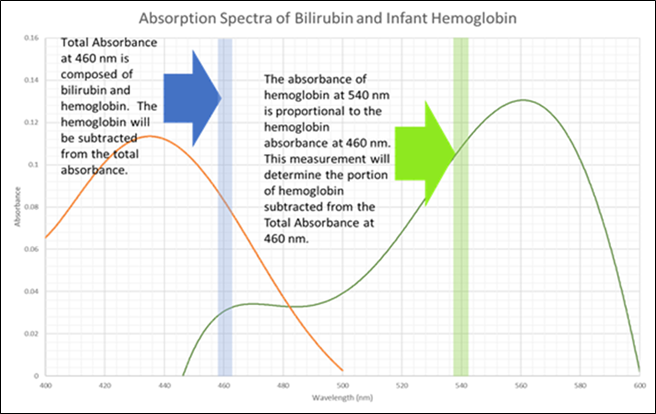 Absorption Spectra of Bilirubin and Infant Hemoglobin
Total Absorbance
at 460 nm is
composed of
bilirubin and
hemoglobin.  The
hemoglobin will
be subtracted
from the total
absorbance.
The absorbance of
hemoglobin at 540 nm
is proportional to the
hemoglobin
absorbance at 460 nm.
This measurement will
determine the portion
of hemoglobin
subtracted from the
Total Absorbance at
460 nm.
Absorbance
0.16
0.14
0.12
0.1
0.08
0.06
0.04
0.02
0
400 420 440 460 480 500 520 540 560 580 600
Wavelength (nm)